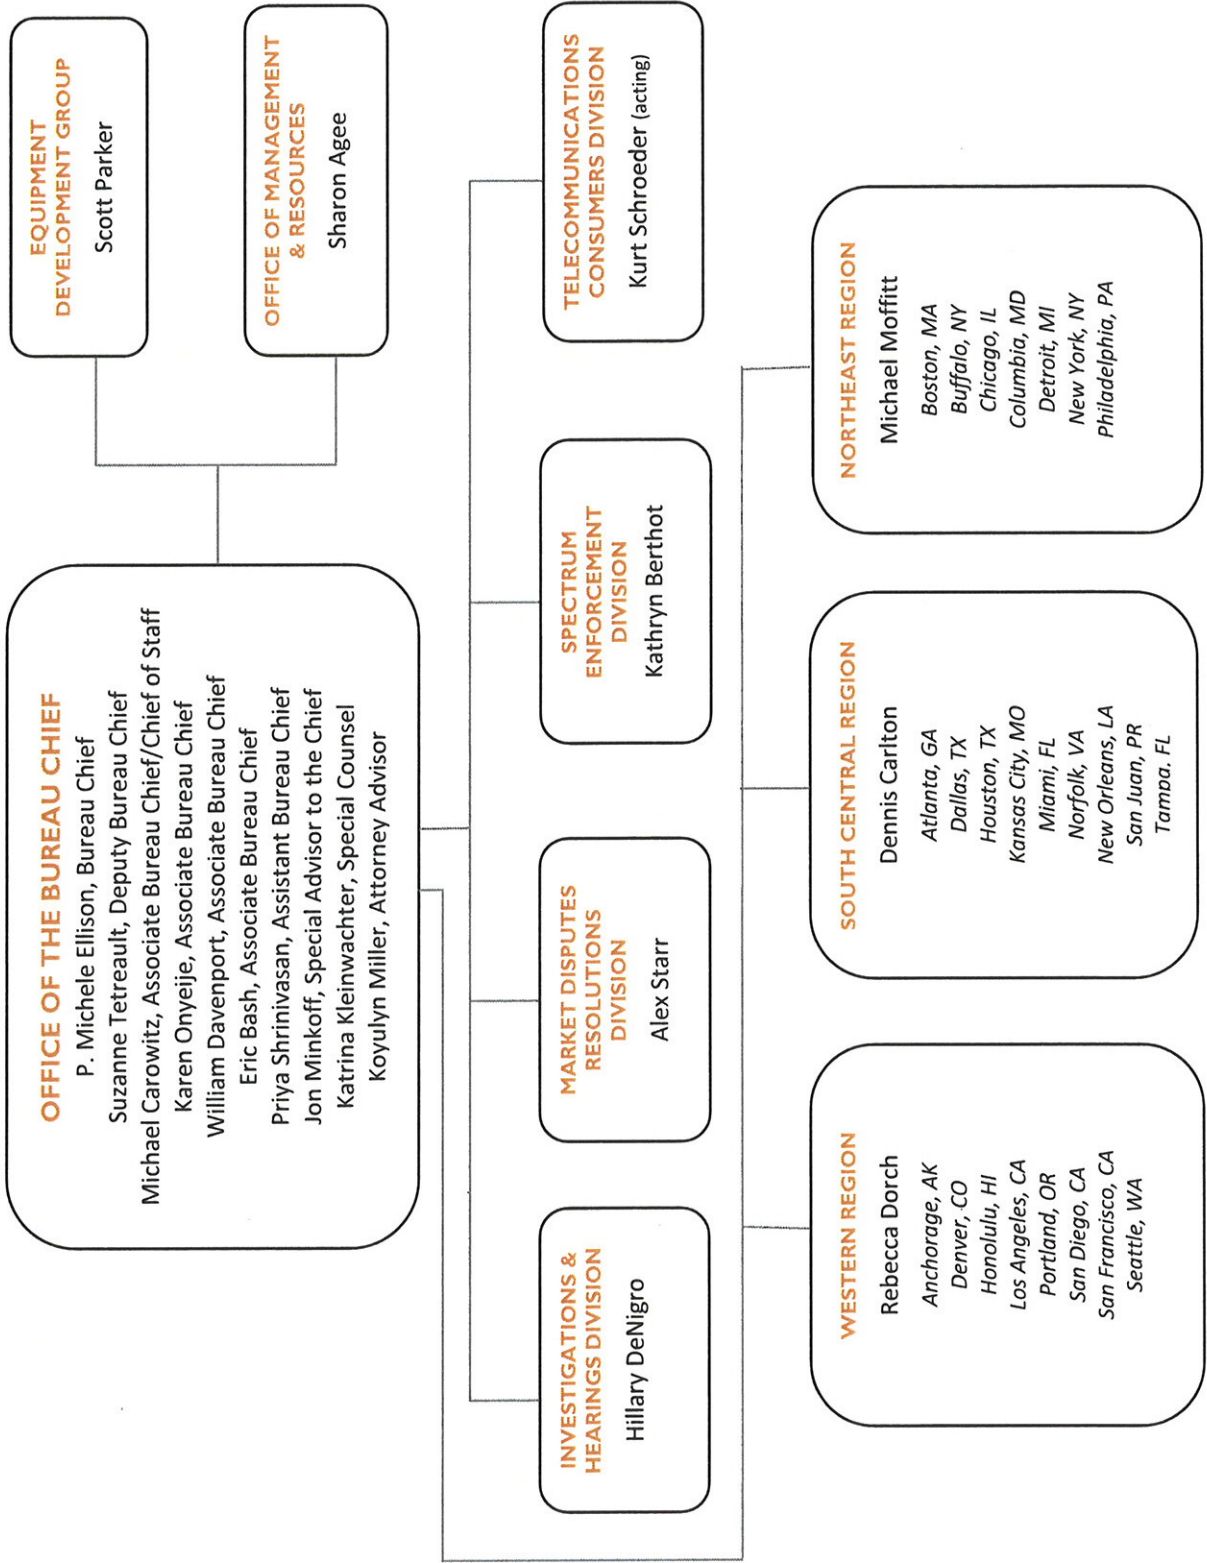 OFFICE OF THE BUREAU CHIEF
P. Michele Ellison, Bureau Chief
Suzanne Tetreault, Deputy Bureau Chief
Michael Carowitz, Associate Bureau Chief/Chief of Staff
Karen Onyeije, Associate Bureau Chief
William Davenport, Associate Bureau Chief
Eric Bash, Associate Bureau Chief
Priya Shrinivasan, Assistant Bureau Chief
Jon Minkoff, Special Advisor to the Chief
Katrina Kleinwachter, Special Counsel
Koyulyn Miller, Attorney Advisor
EQUIPMENT
DEVELOPMENT GROUP
Scott Parker
OFFICE OF MANAGEMENT
& RESOURCES
Sharon Agee
INVESTIGATIONS &
HEARINGS DIVISION
Hillary DeNigro
MARKET DISPUTES
RESOLUTIONS
DIVISION
Alex Starr
SPECTRUM
ENFORCEMENT
DIVISION
Kathryn Berthot
TELECOMMUNICATIONS
CONSUMERS DIVISION
Kurt Schroeder (acting)
WESTERN REGION
Rebecca Dorch
Anchorage, AK
Denver, CO
Honolulu, HI
Los Angeles, CA
Portland, OR
San Diego, CA
San Francisco, CA
Seattle, WA
SOUTH CENTRAL REGION
Dennis Carlton
Atlanta, GA
Dallas, TX
Houston, TX
Kansas City, MO
Miami, FL
Norfolk, VA
New Orleans, LA
San Juan, PR
Tampa. FL
NORTHEAST REGION
Michael Moffitt
Boston, MA
Buffalo, NY
Chicago, IL
Columbia, MD
Detroit, MI
New York, NY
Philadelphia, PA